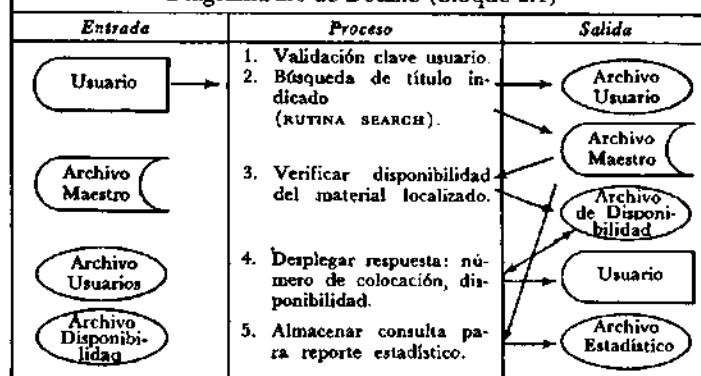 Diagrama de Detalle (Bloque 2.1)
Entrada
Proceso
Salida
Usuario
1. Validación clave usuario.
2. Búsqueda de título in-
dicado
(RUTINA SEARCH).
Archivo
Usuario
Archivo
Maestro
Archivo
Maestro
3. Verificar disponibilidad
del material localizado.
Archivo
de Disponi-
bilidad
Archivo
Usuarios
4. Desplegar respuesta: nú-
mero de colocación, dis-
ponibilidad.
Usuario
Archivo
Disponibi-
lidad
5. Almacenar consulta pa-
ra reporte estadístico.
Archivo
Estadístico